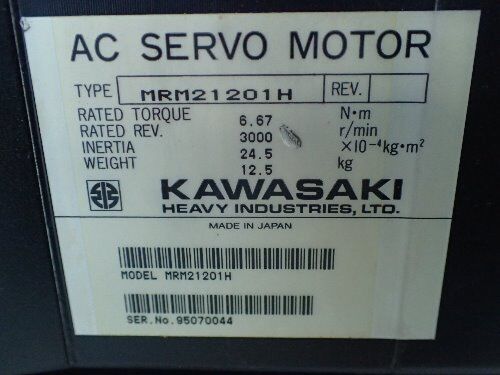 AC SERVO MOTOR
TYPE MRM21201H REV.
RATED TORQUE 6.67 N·m
RATED REV. 3000 r/min
INERTIA 24.5 ×10⁻⁴kg·m²
WEIGHT 12.5 kg
KAWASAKI
HEAVY INDUSTRIES, LTD.
MADE IN JAPAN
MODEL MRM21201H
SER.No.95070044